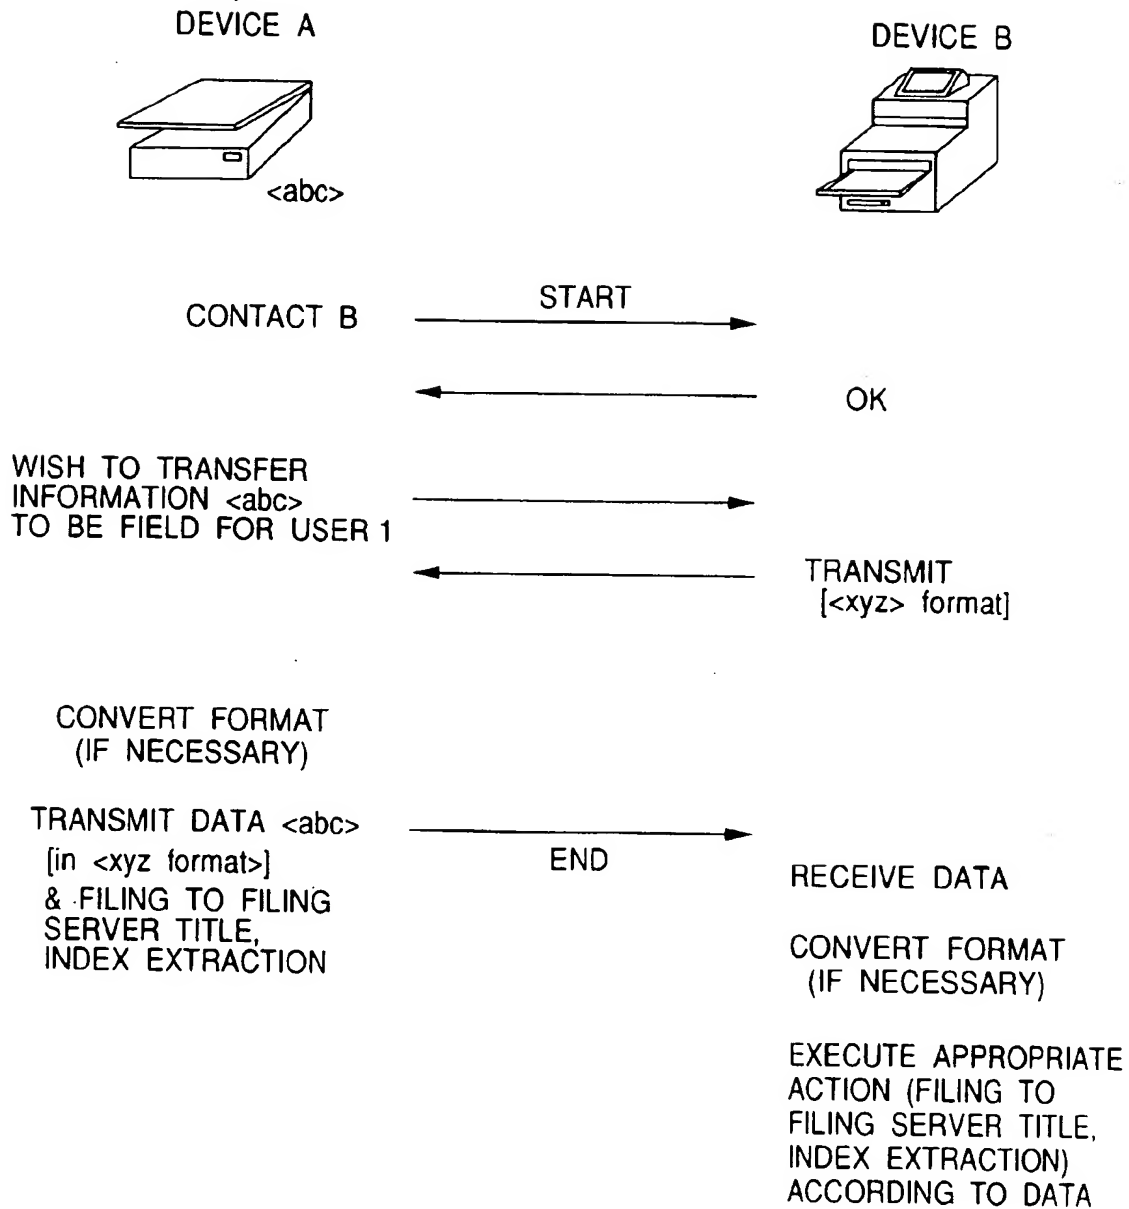 DEVICE A
DEVICE B
<abc>
CONTACT B
START
OK
WISH TO TRANSFER
INFORMATION <abc>
TO BE FIELD FOR USER 1
TRANSMIT
[<xyz> format]
CONVERT FORMAT
(IF NECESSARY)
TRANSMIT DATA <abc>
[in <xyz format>]
& FILING TO FILING
SERVER TITLE,
INDEX EXTRACTION
END
RECEIVE DATA
CONVERT FORMAT
(IF NECESSARY)
EXECUTE APPROPRIATE
ACTION (FILING TO
FILING SERVER TITLE,
INDEX EXTRACTION)
ACCORDING TO DATA